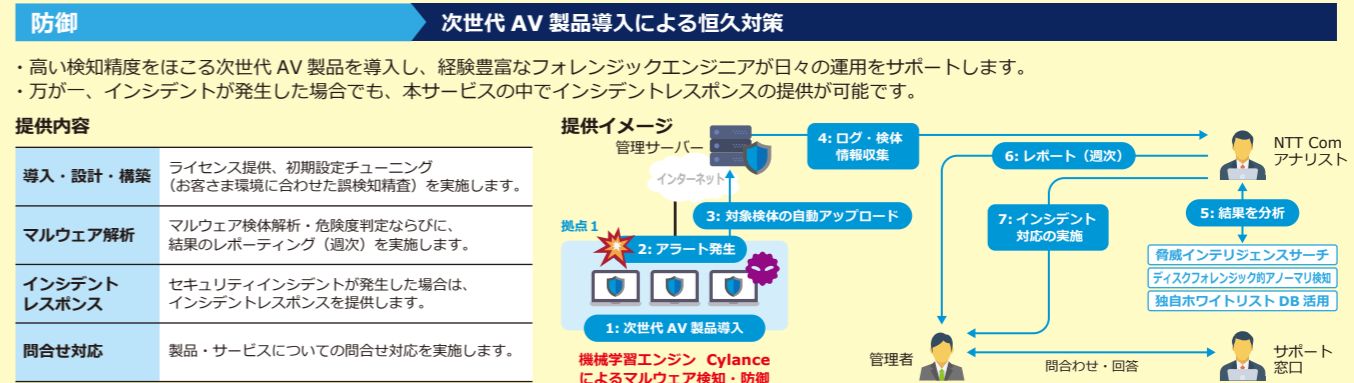 防御
次世代 AV 製品導入による恒久対策
・高い検知精度をほこる次世代 AV 製品を導入し、経験豊富なフォレンジックエンジニアが日々の運用をサポートします。
・万が一、インシデントが発生した場合でも、本サービスの中でインシデントレスポンスの提供が可能です。
提供内容
導入・設計・構築
ライセンス提供、初期設定チューニング
（お客さま環境に合わせた誤検知精査）を実施します。
マルウェア解析
マルウェア検体解析・危険度判定ならびに、
結果のレポーティング（週次）を実施します。
インシデント
レスポンス
セキュリティインシデントが発生した場合は、
インシデントレスポンスを提供します。
問合せ対応
製品・サービスについての問合せ対応を実施します。
提供イメージ
管理サーバー
インターネット
拠点 1
1: 次世代 AV 製品導入
2: アラート発生
3: 対象検体の自動アップロード
4: ログ・検体
情報収集
5: 結果を分析
6: レポート（週次）
7: インシデント
対応の実施
NTT Com
アナリスト
脅威インテリジェンスサーチ
ディスクフォレンジック的アノーマリ検知
独自ホワイトリスト DB 活用
機械学習エンジン Cylance
によるマルウェア検知・防御
管理者
問合わせ・回答
サポート
窓口